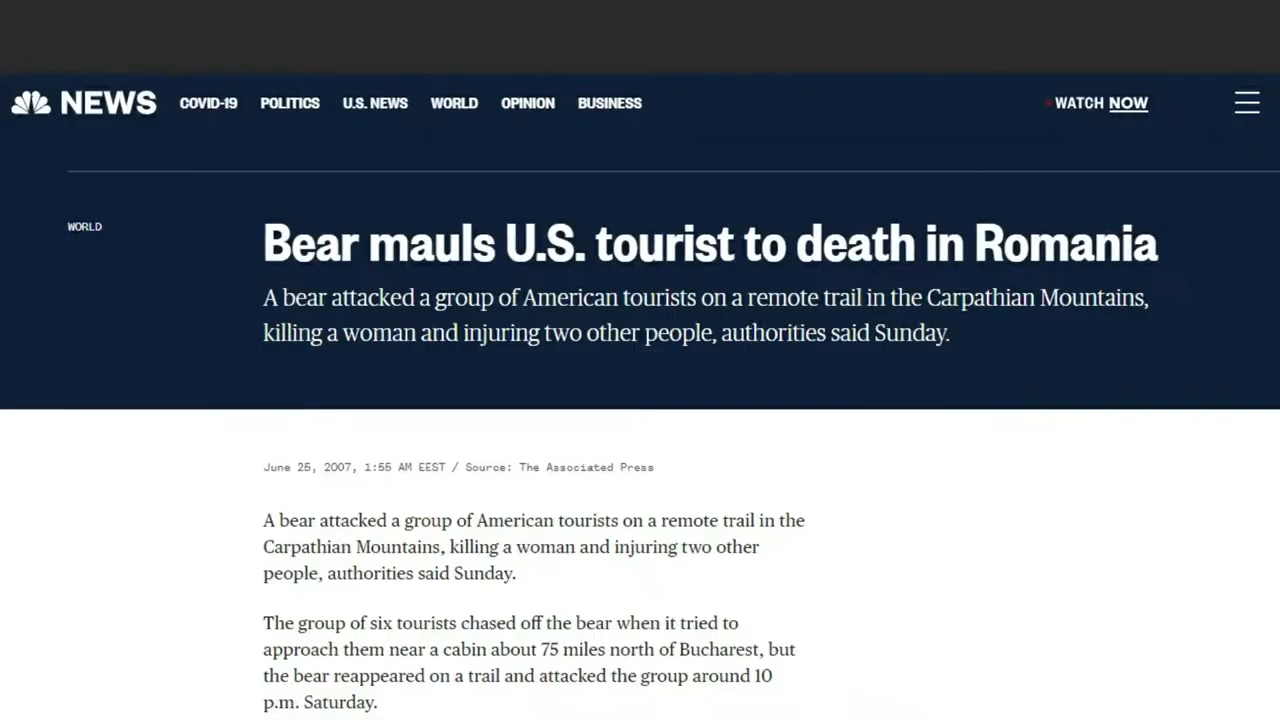 NEWS COVID-19 POLITICS U.S. NEWS WORLD OPINION BUSINESS WATCH NOW
WORLD
Bear mauls U.S. tourist to death in Romania
A bear attacked a group of American tourists on a remote trail in the Carpathian Mountains,
killing a woman and injuring two other people, authorities said Sunday.
June 25, 2007, 1:55 AM EEST / Source: The Associated Press
A bear attacked a group of American tourists on a remote trail in the
Carpathian Mountains, killing a woman and injuring two other
people, authorities said Sunday.
The group of six tourists chased off the bear when it tried to
approach them near a cabin about 75 miles north of Bucharest, but
the bear reappeared on a trail and attacked the group around 10
p.m. Saturday.